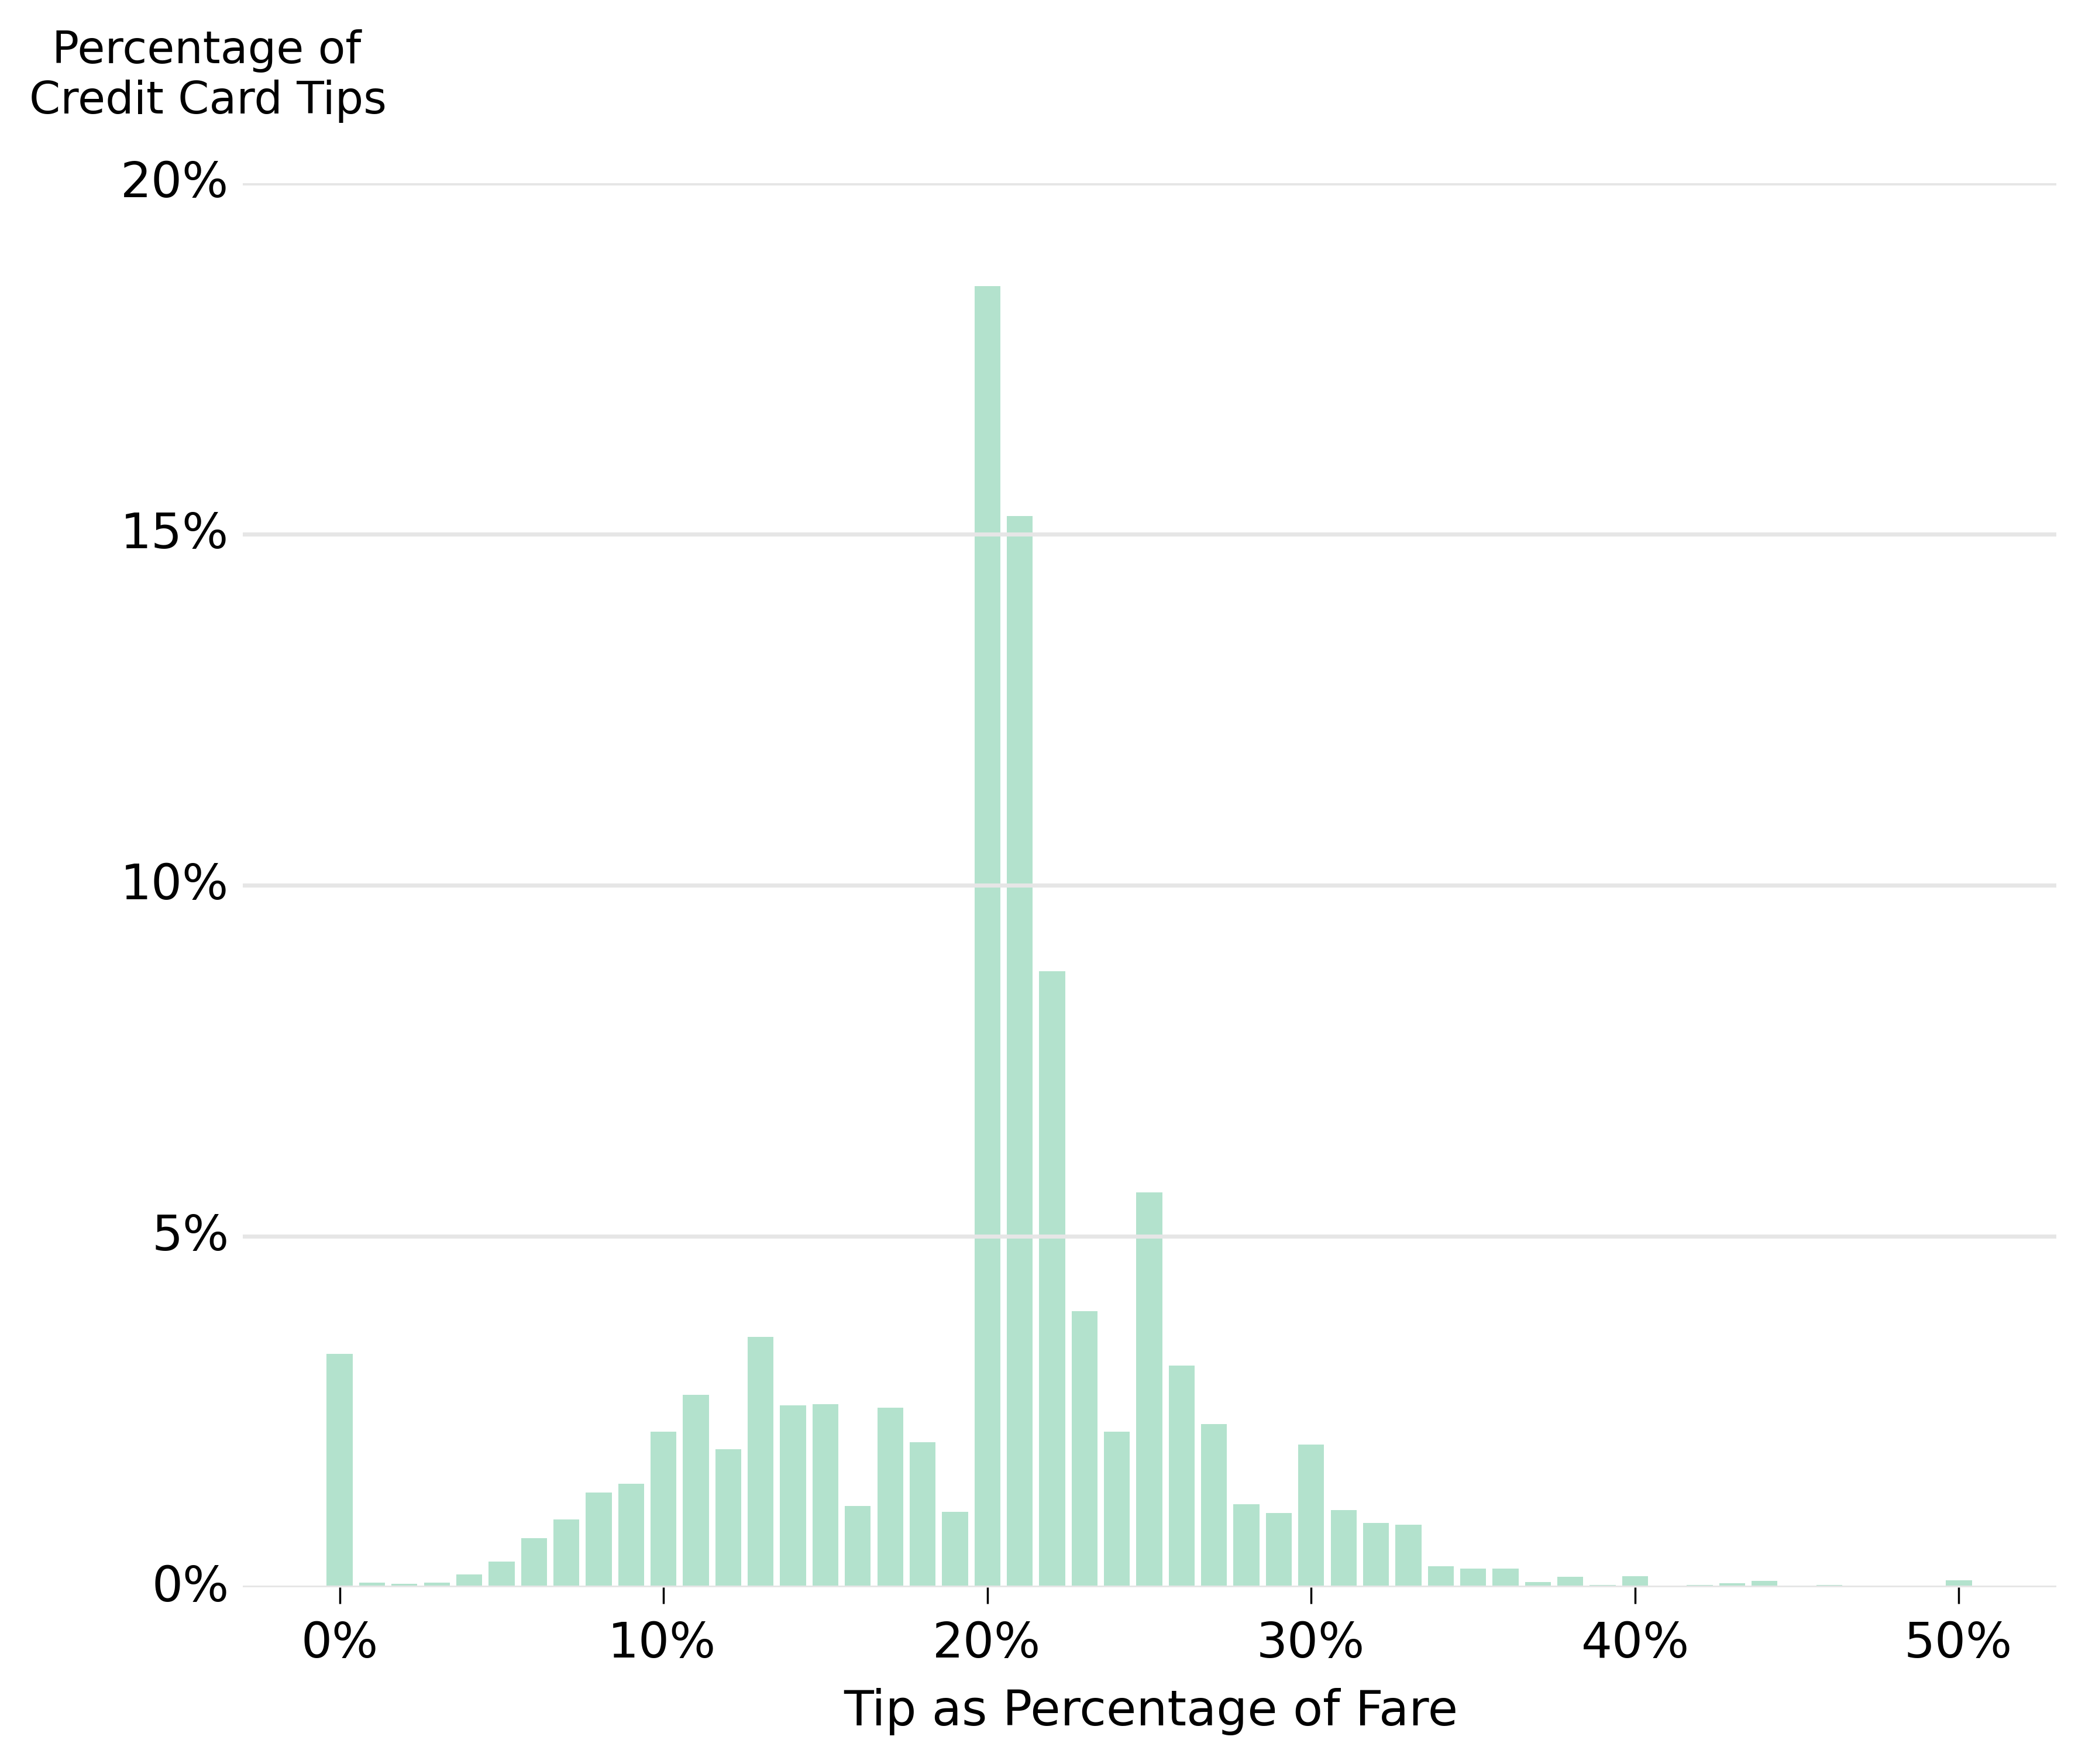 Percentage of
Credit Card Tips
20%
15%
10%
5%
0%
0% 10% 20% 30% 40% 50%
Tip as Percentage of Fare